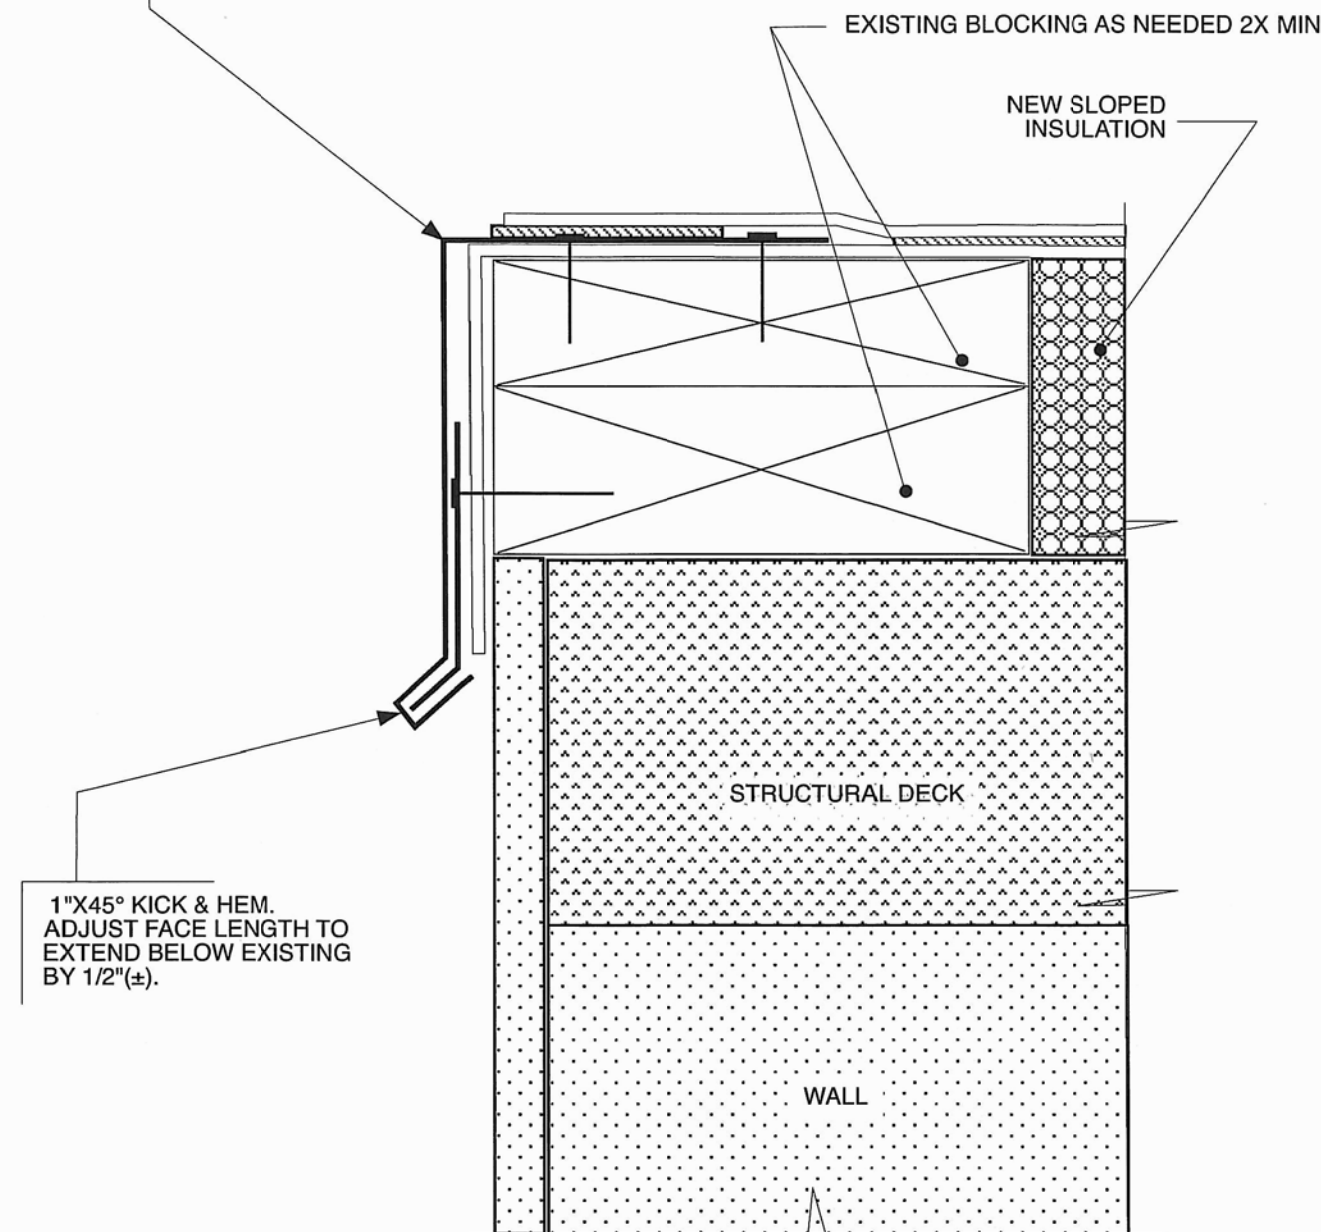 EXISTING BLOCKING AS NEEDED 2X MIN
NEW SLOPED
INSULATION
STRUCTURAL DECK
1"X45° KICK & HEM.
ADJUST FACE LENGTH TO
EXTEND BELOW EXISTING
BY 1/2"(±).
WALL